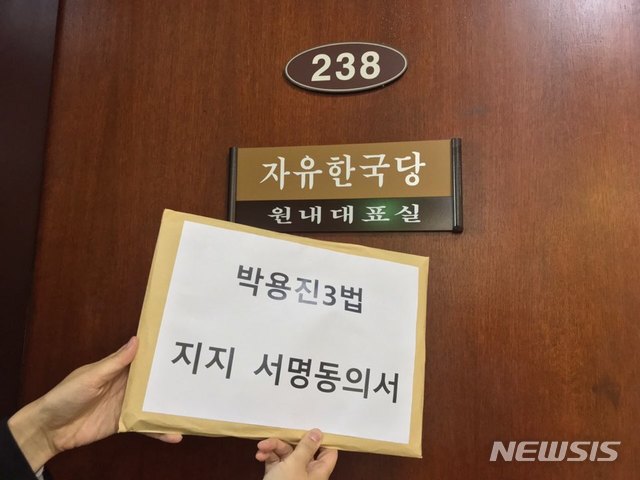 238
자유한국당
원내대표실
박용진3법
지지 서명동의서
NEWSIS